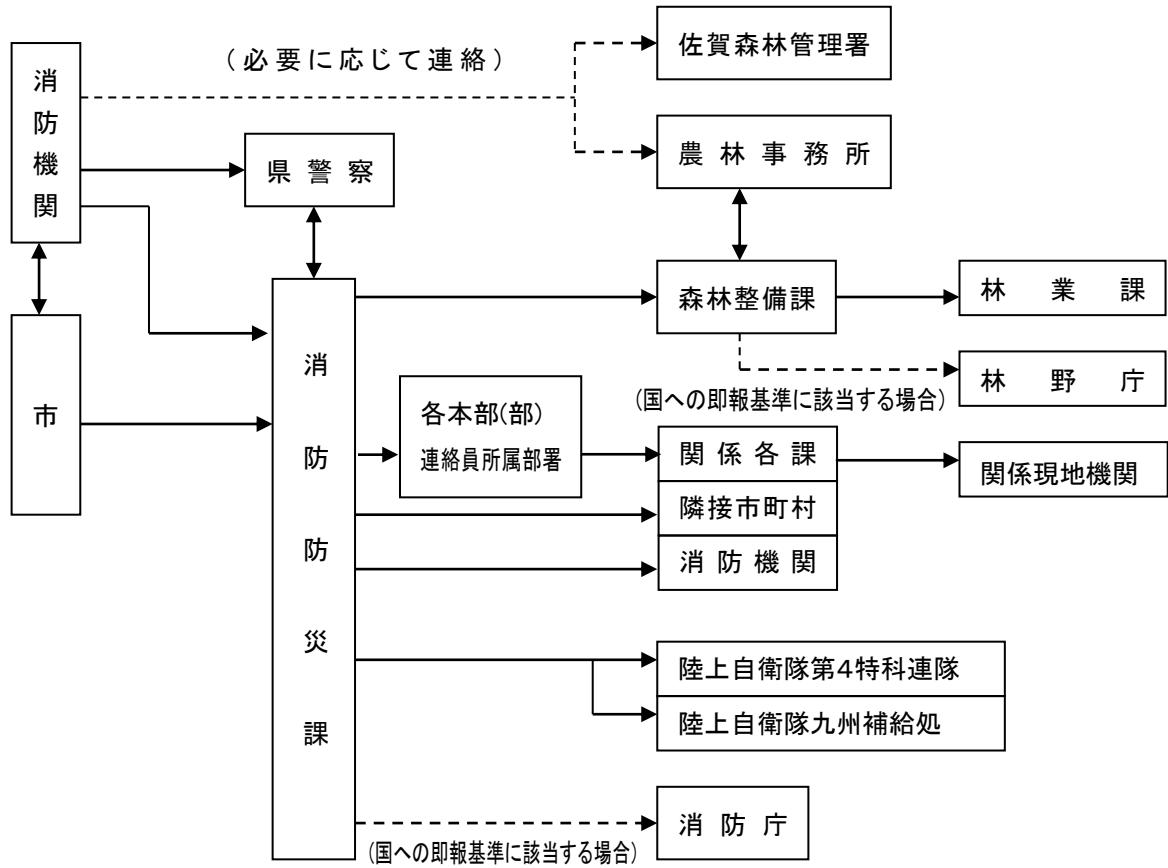 佐賀森林管理署
(必要に応じて連絡)
消防機関
農林事務所
県警察
森林整備課
林業課
市
消防防災課
林野庁
(国への即報基準に該当する場合)
各本部(部)
連絡員所属部署
関係各課
関係現地機関
隣接市町村
消防機関
陸上自衛隊第4特科連隊
陸上自衛隊九州補給処
消防庁
(国への即報基準に該当する場合)